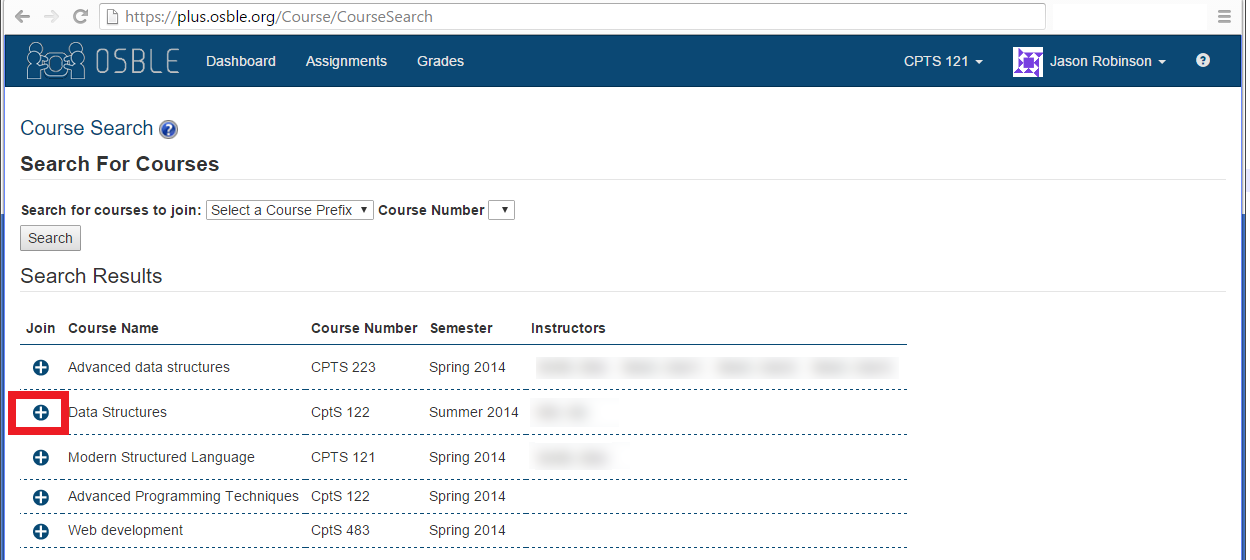 https://plus.osble.org/Course/CourseSearch
OSBLE Dashboard Assignments Grades CPTS 121 Jason Robinson ?
Course Search ?
Search For Courses
Search for courses to join: Select a Course Prefix Course Number
Search
Search Results
Join Course Name Course Number Semester Instructors
Advanced data structures CPTS 223 Spring 2014
Data Structures CptS 122 Summer 2014
Modern Structured Language CPTS 121 Spring 2014
Advanced Programming Techniques CptS 122 Spring 2014
Web development CptS 483 Spring 2014